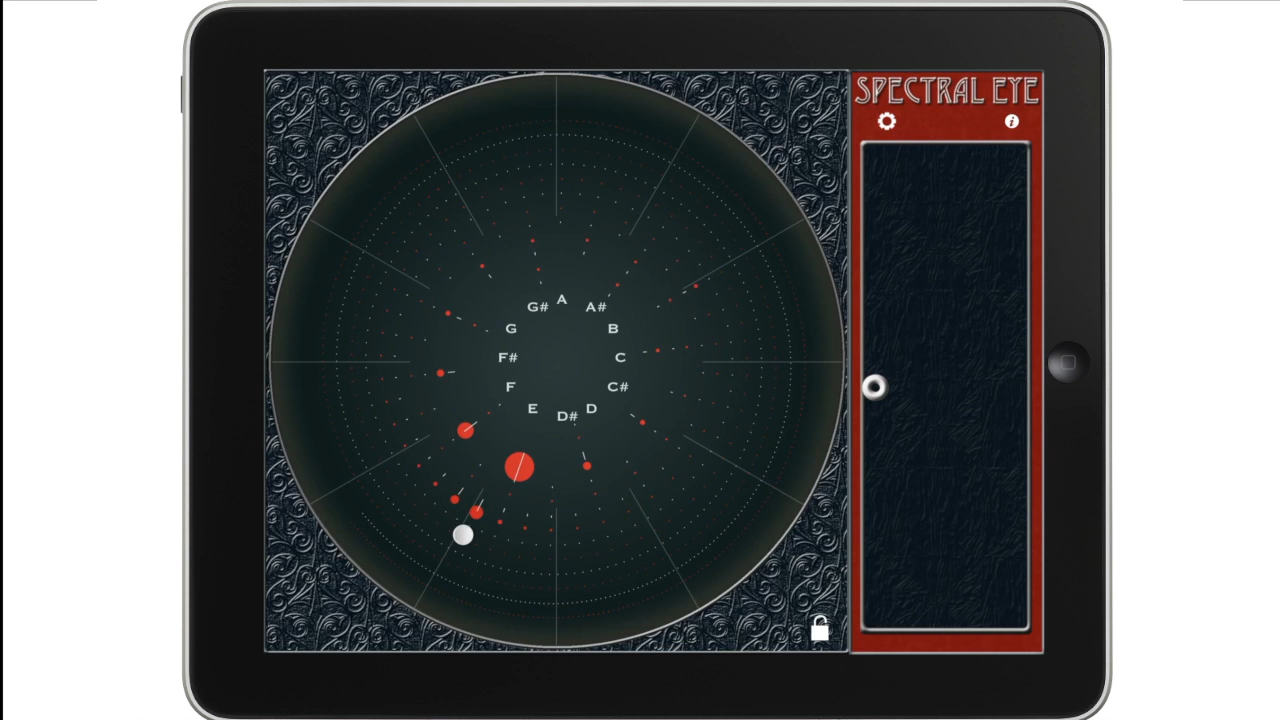 SPECTRAL EYE
i
A
G# A#
G B
F# C
F C#
E D
D#